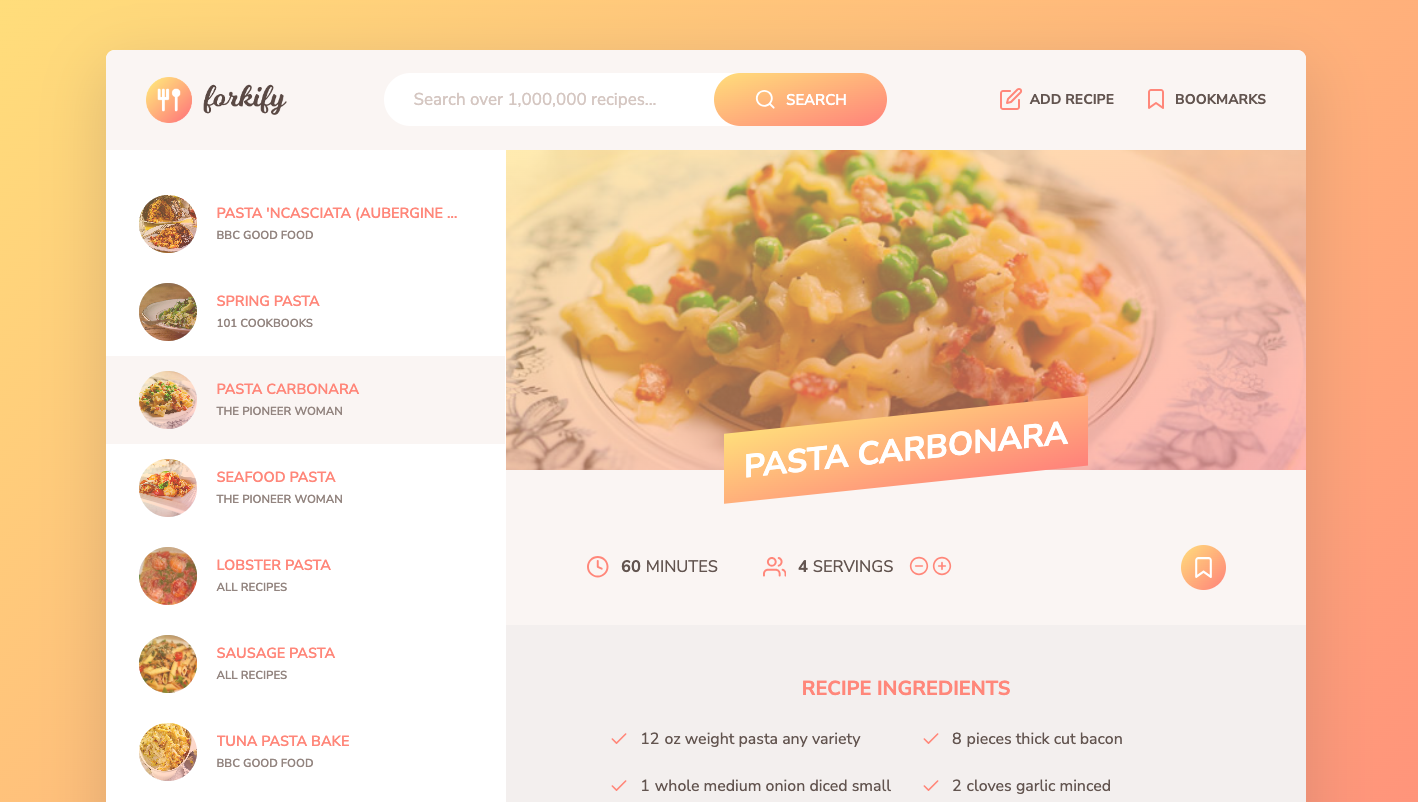 forkify
Search over 1,000,000 recipes...
SEARCH
ADD RECIPE
BOOKMARKS
PASTA 'NCASCIATA (AUBERGINE ...
BBC GOOD FOOD
SPRING PASTA
101 COOKBOOKS
PASTA CARBONARA
THE PIONEER WOMAN
SEAFOOD PASTA
THE PIONEER WOMAN
LOBSTER PASTA
ALL RECIPES
SAUSAGE PASTA
ALL RECIPES
TUNA PASTA BAKE
BBC GOOD FOOD
PASTA CARBONARA
60 MINUTES
4 SERVINGS
RECIPE INGREDIENTS
12 oz weight pasta any variety
8 pieces thick cut bacon
1 whole medium onion diced small
2 cloves garlic minced